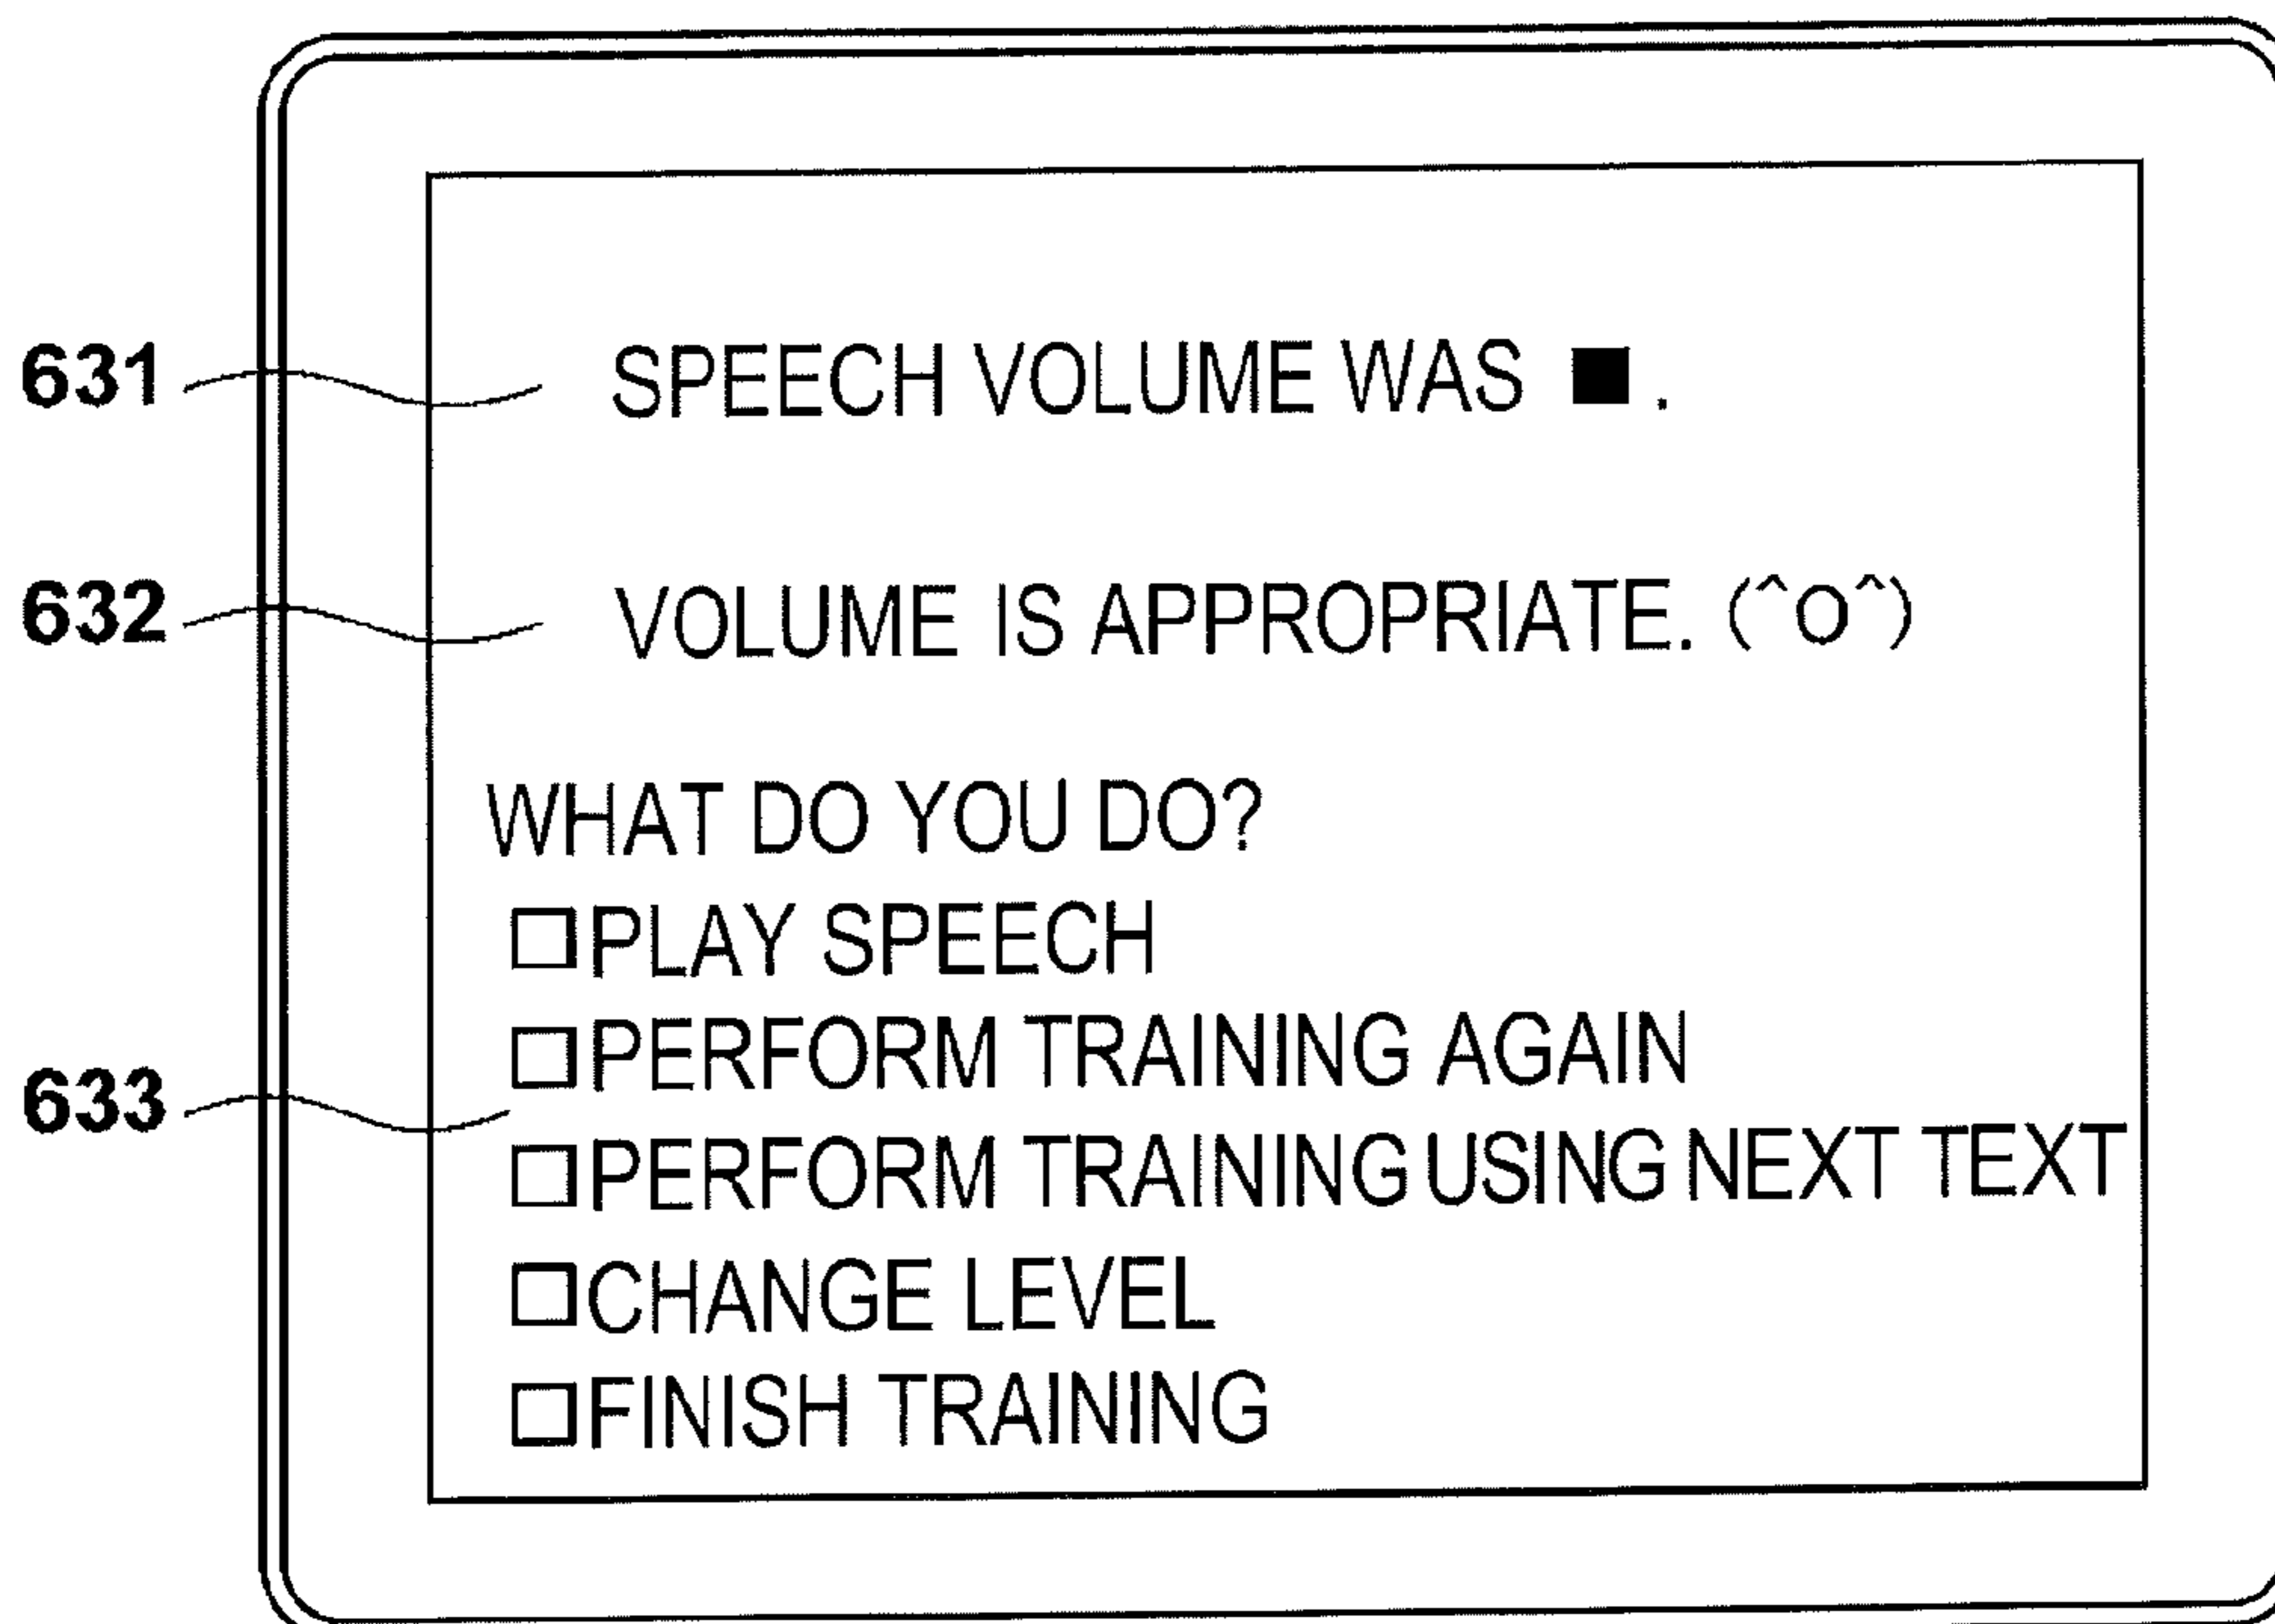 631 SPEECH VOLUME WAS ■.
632 VOLUME IS APPROPRIATE. (^O^)
WHAT DO YOU DO?
□PLAY SPEECH
□PERFORM TRAINING AGAIN
633
□PERFORM TRAINING USING NEXT TEXT
□CHANGE LEVEL
□FINISH TRAINING